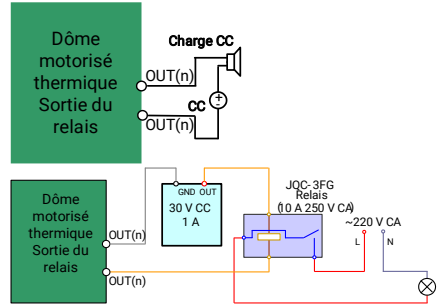 Dôme
motorisé
thermique
Sortie du
relais
Charge CC
OUT(n)
CC
OUT(n)
Dôme
motorisé
thermique
Sortie du
relais
OUT(n)
OUT(n)
GND OUT
30 V CC
1 A
JQC-3FG
Relais
(10 A 250 V CA)
~220 V CA
L N